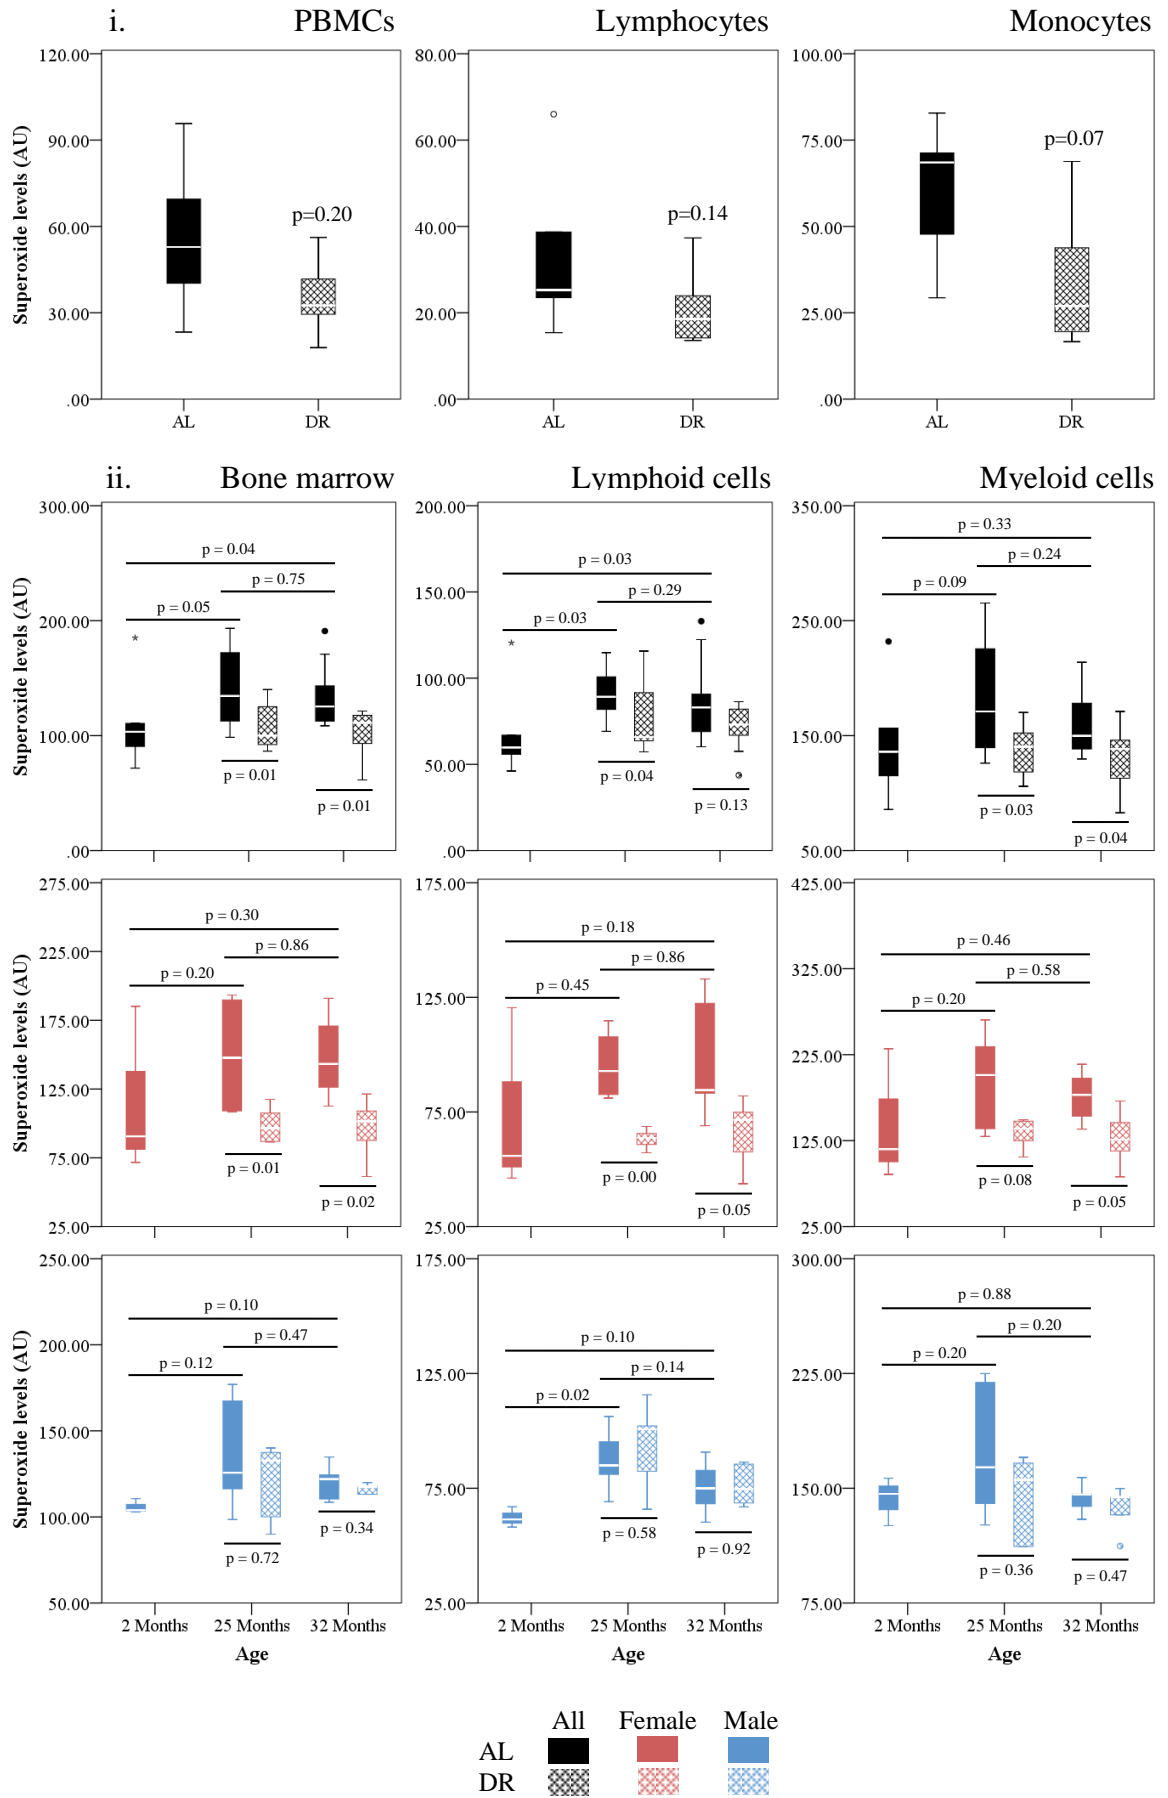 i. PBMCs Lymphocytes Monocytes
120.00 80.00 100.00
90.00 60.00 75.00
60.00 40.00 50.00
30.00 20.00 25.00
.00 .00 .00
Superoxide levels (AU)
p=0.20 p=0.14 p=0.07
AL DR AL DR AL DR
ii. Bone marrow Lymphoid cells Myeloid cells
Superoxide levels (AU)
300.00
200.00
100.00
.00
p = 0.04
p = 0.75
p = 0.05
p = 0.01
p = 0.01
200.00
150.00
100.00
50.00
.00
p = 0.03
p = 0.29
p = 0.03
p = 0.04
p = 0.13
350.00
250.00
150.00
50.00
p = 0.33
p = 0.24
p = 0.09
p = 0.03
p = 0.04
Superoxide levels (AU)
275.00
225.00
175.00
125.00
75.00
25.00
p = 0.30
p = 0.86
p = 0.20
p = 0.01
p = 0.02
175.00
125.00
75.00
25.00
p = 0.18
p = 0.86
p = 0.45
p = 0.00
p = 0.05
425.00
325.00
225.00
125.00
25.00
p = 0.46
p = 0.58
p = 0.20
p = 0.08
p = 0.05
Superoxide levels (AU)
250.00
200.00
150.00
100.00
50.00
p = 0.10
p = 0.47
p = 0.12
p = 0.34
p = 0.72
175.00
125.00
75.00
25.00
p = 0.10
p = 0.14
p = 0.02
p = 0.58
p = 0.92
300.00
225.00
150.00
75.00
p = 0.88
p = 0.20
p = 0.20
p = 0.36
p = 0.47
2 Months 25 Months 32 Months 2 Months 25 Months 32 Months 2 Months 25 Months 32 Months
Age Age Age
All Female Male
AL
DR